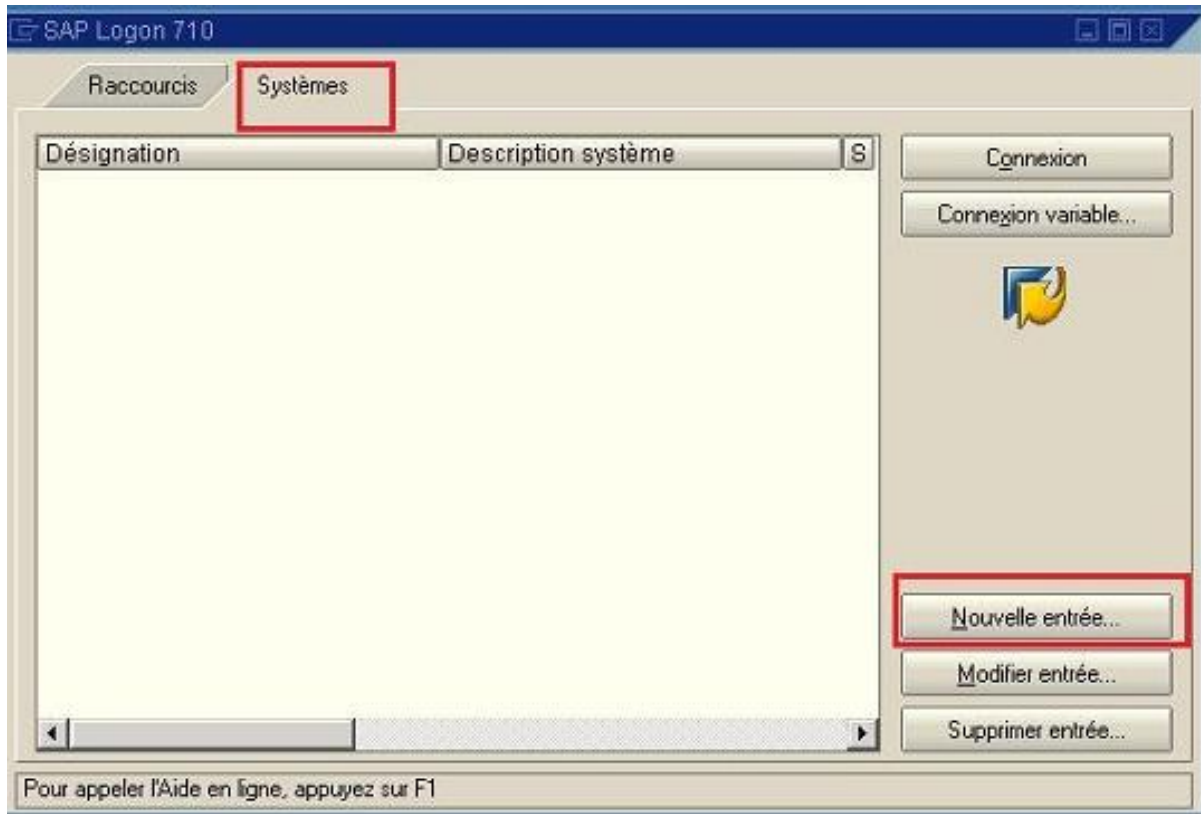 SAP Logon 710
Raccourcis
Systèmes
Désignation
Description système
S
Connexion
Connexion variable...
Nouvelle entrée...
Modifier entrée...
Supprimer entrée...
Pour appeler l'Aide en ligne, appuyez sur F1